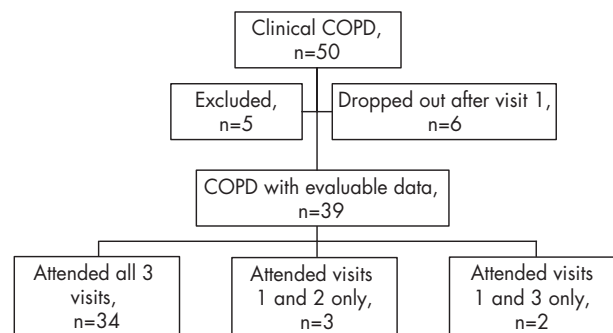 Clinical COPD,
n=50
Excluded,
n=5
Dropped out after visit 1,
n=6
COPD with evaluable data,
n=39
Attended all 3
visits,
n=34
Attended visits
1 and 2 only,
n=3
Attended visits
1 and 3 only,
n=2